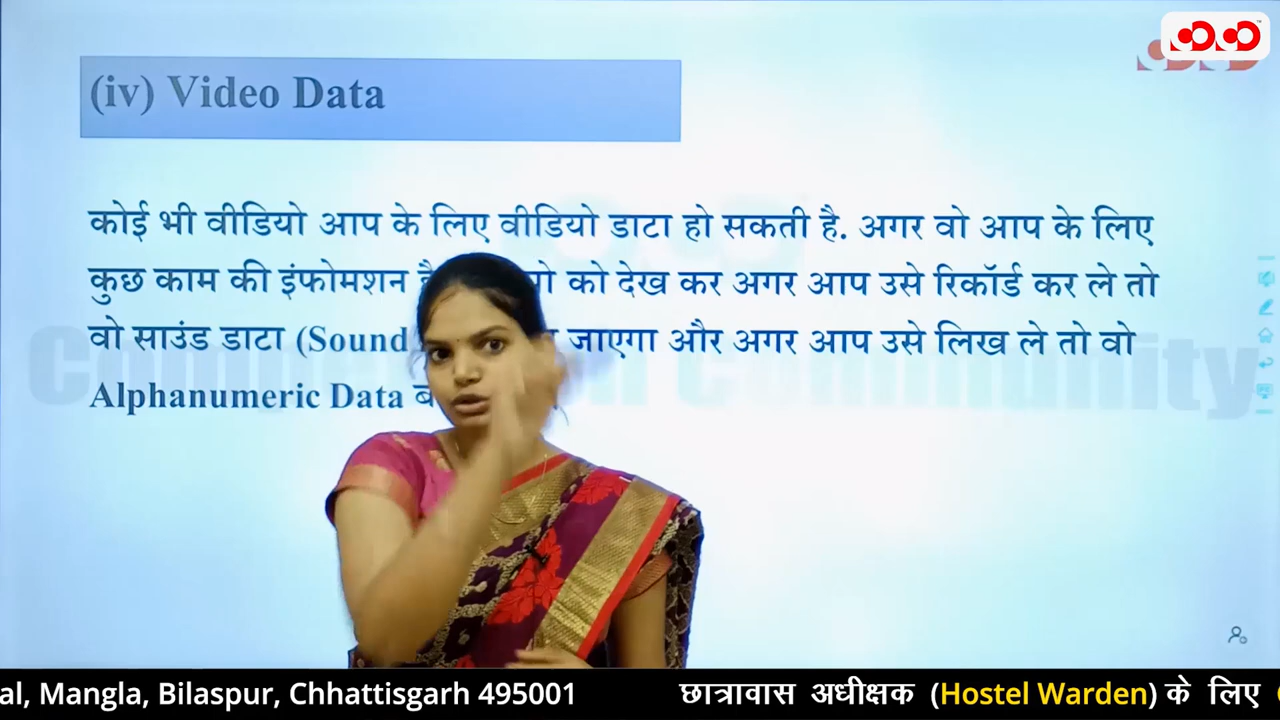 (iv) Video Data
कोई भी वीडियो आप के लिए वीडियो डाटा हो सकती है. अगर वो आप के लिए
कुछ काम की इंफोमशन को देख कर अगर आप उसे रिकॉर्ड कर ले तो
वो साउंड डाटा (Sound जाएगा और अगर आप उसे लिख ले तो वो
Alphanumeric Data
Community
al, Mangla, Bilaspur, Chhattisgarh 495001 छात्रावास अधीक्षक (Hostel Warden) के लिए